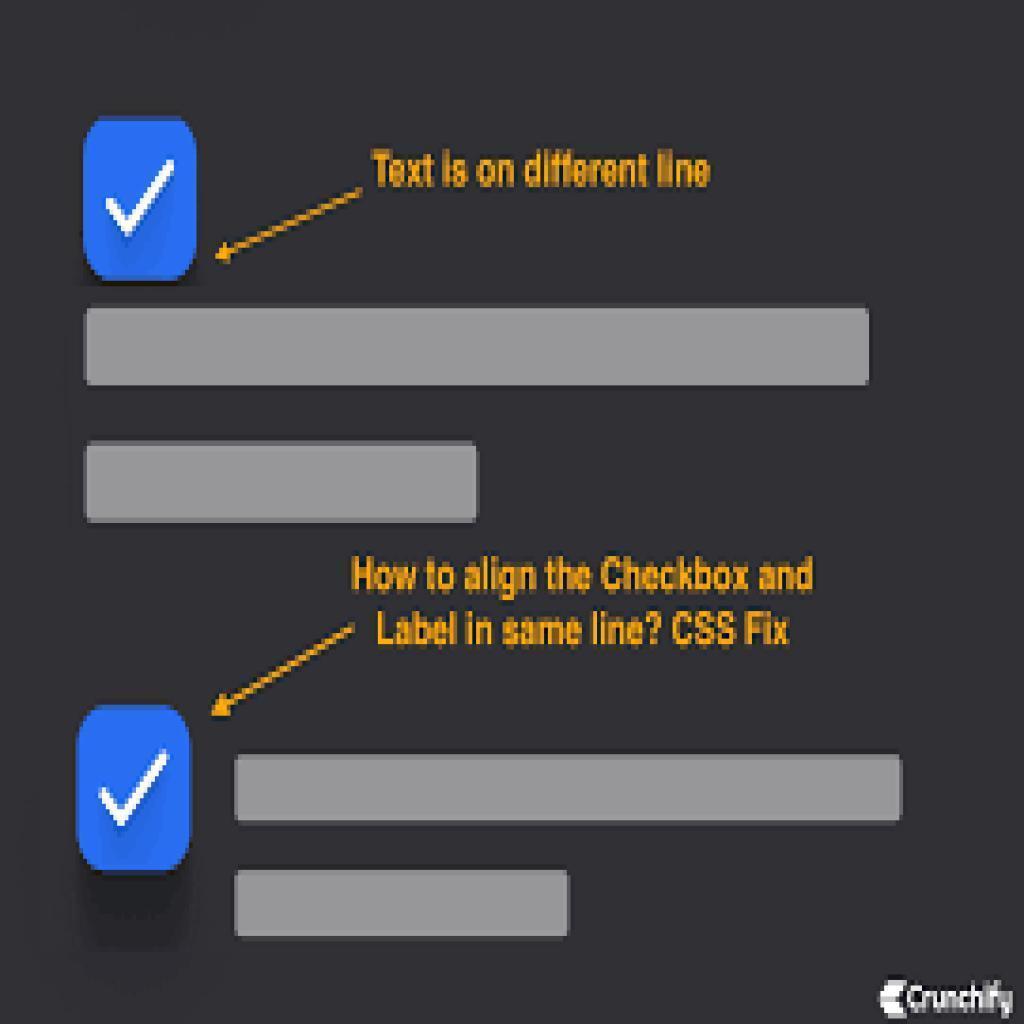 Text is on different line
How to align the Checkbox and
Label in same line? CSS Fix
Crunchify